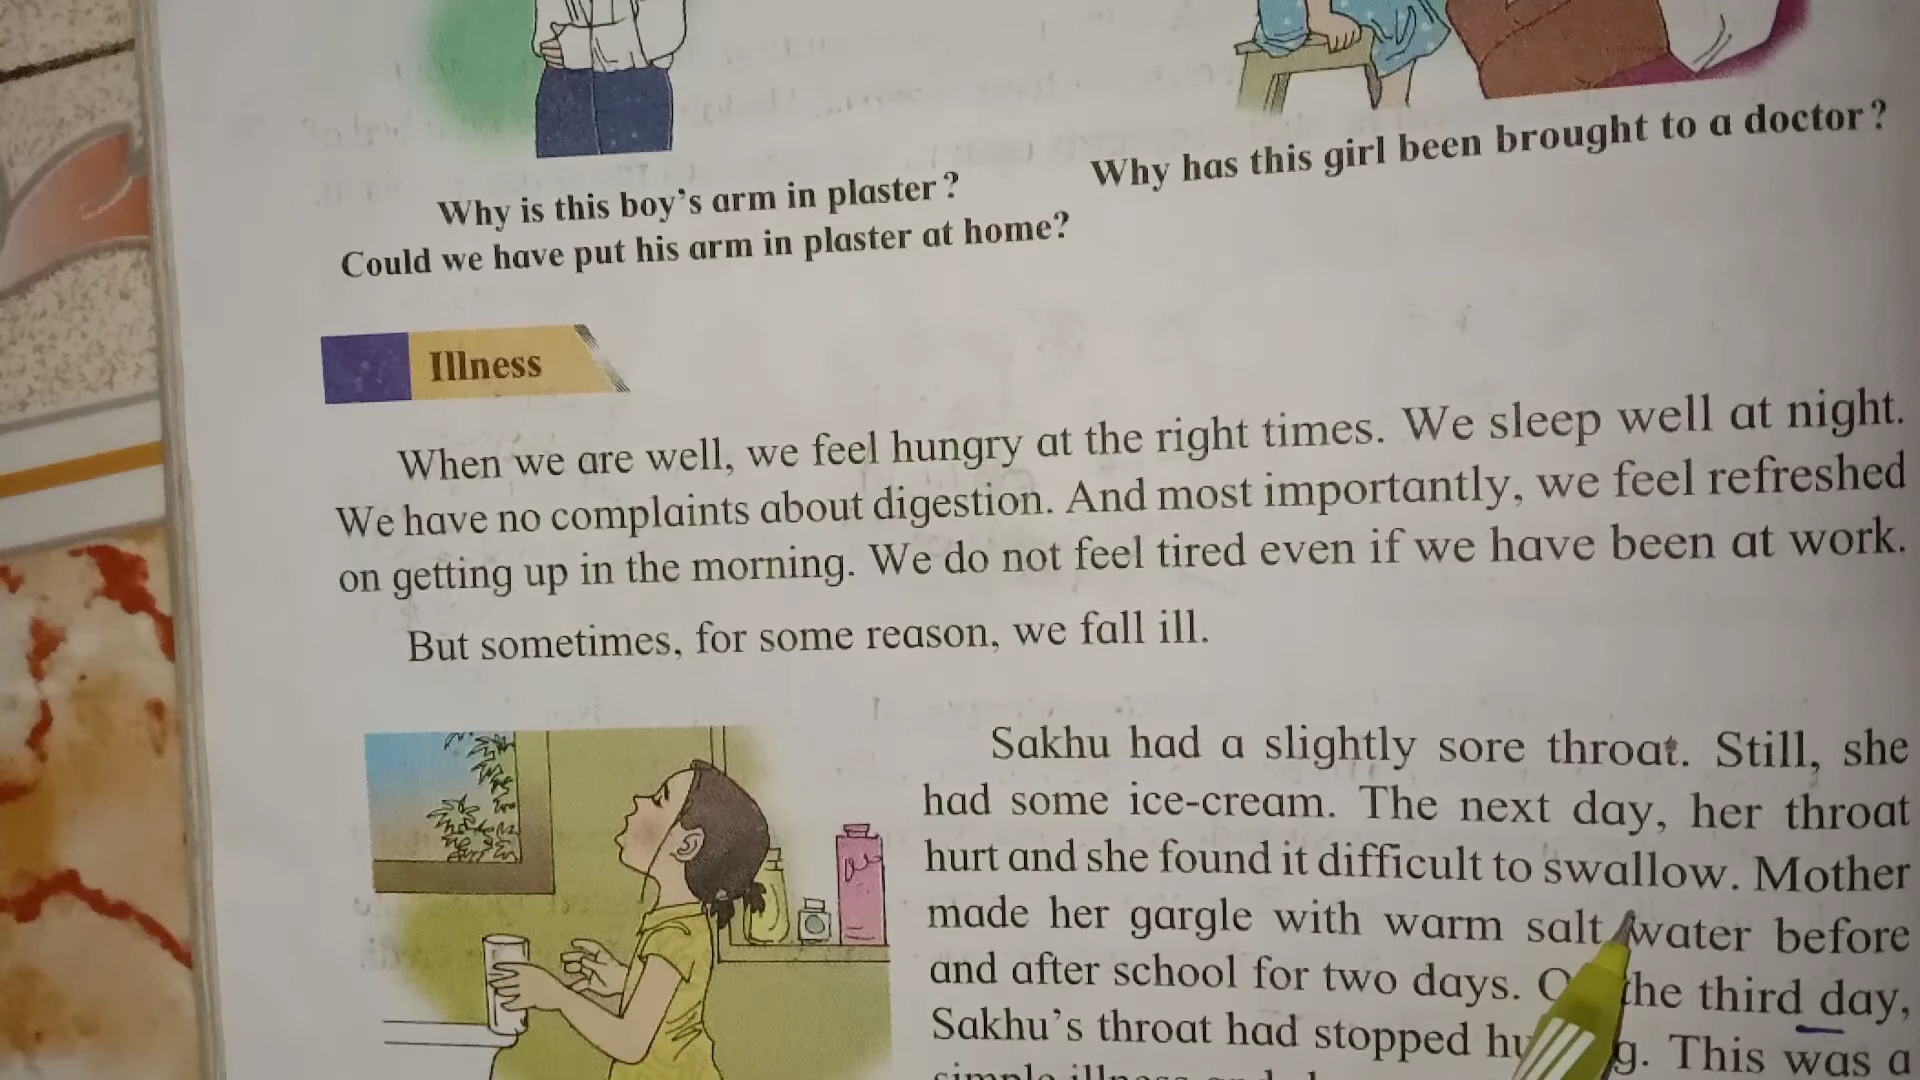 Why is this boy's arm in plaster?
Could we have put his arm in plaster at home?
Why has this girl been brought to a doctor?
Illness
When we are well, we feel hungry at the right times. We sleep well at night.
We have no complaints about digestion. And most importantly, we feel refreshed
on getting up in the morning. We do not feel tired even if we have been at work.
But sometimes, for some reason, we fall ill.
Sakhu had a slightly sore throat. Still, she
had some ice-cream. The next day, her throat
hurt and she found it difficult to swallow. Mother
made her gargle with warm salt water before
and after school for two days. the third day,
Sakhu's throat had stopped This was a